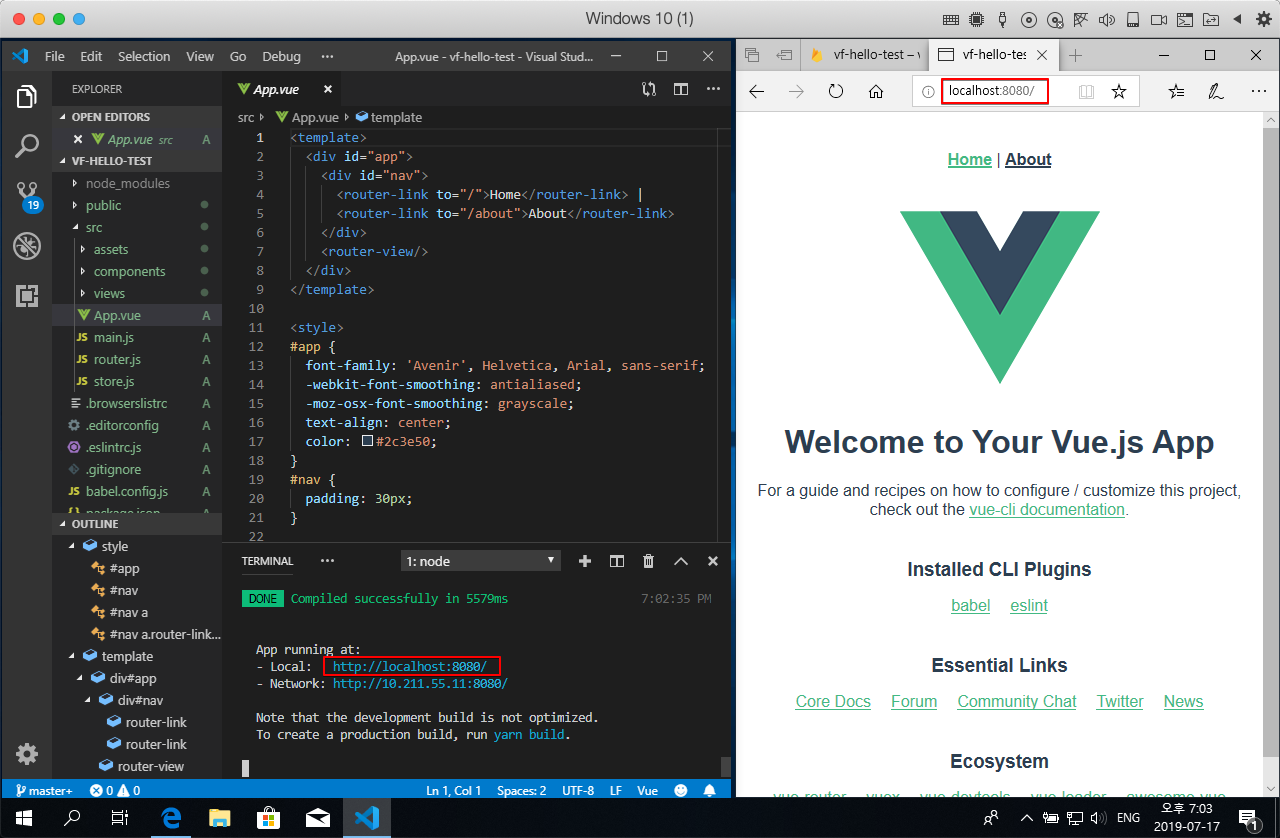 Windows 10 (1)
File Edit Selection View Go Debug ··· App.vue - vf-hello-test - Visual Stud...
EXPLORER
OPEN EDITORS
App.vue src A
VF-HELLO-TEST
node_modules
public
src
assets
components
views
App.vue A
JS main.js A
JS router.js A
JS store.js A
.browserslistrc A
.editorconfig A
.eslintrc.js A
.gitignore A
JS babel.config.js A
{} package.json A
OUTLINE
style
#app
#nav
#nav a
#nav a.router-link...
template
div#app
div#nav
router-link
router-link
router-view
19
App.vue
src App.vue template
1 <template>
2 <div id="app">
3 <div id="nav">
4 <router-link to="/">Home</router-link> |
5 <router-link to="/about">About</router-link>
6 </div>
7 <router-view/>
8 </div>
9 </template>
10
11 <style>
12 #app {
13 font-family: 'Avenir', Helvetica, Arial, sans-serif;
14 -webkit-font-smoothing: antialiased;
15 -moz-osx-font-smoothing: grayscale;
16 text-align: center;
17 color: #2c3e50;
18 }
19 #nav {
20 padding: 30px;
21 }
22
TERMINAL ··· 1: node
DONE Compiled successfully in 5579ms 7:02:35 PM
App running at:
- Local: http://localhost:8080/
- Network: http://10.211.55.11:8080/
Note that the development build is not optimized.
To create a production build, run yarn build.
master+ 0 0 Ln 1, Col 1 Spaces: 2 UTF-8 LF Vue
vf-hello-test – vf-hello-tes
localhost:8080/
Home | About
Welcome to Your Vue.js App
For a guide and recipes on how to configure / customize this project,
check out the vue-cli documentation.
Installed CLI Plugins
babel eslint
Essential Links
Core Docs Forum Community Chat Twitter News
Ecosystem
vue-router vuex vue-devtools vue-loader awesome-vue
ENG
오후 7:03
2019-07-17
1